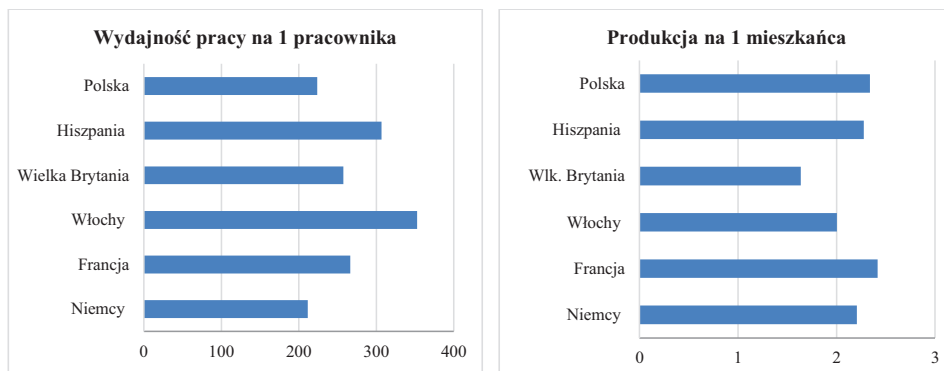 Wydajność pracy na 1 pracownika
Polska
Hiszpania
Wielka Brytania
Włochy
Francja
Niemcy
0 100 200 300 400
Produkcja na 1 mieszkańca
Polska
Hiszpania
Wlk. Brytania
Włochy
Francja
Niemcy
0 1 2 3